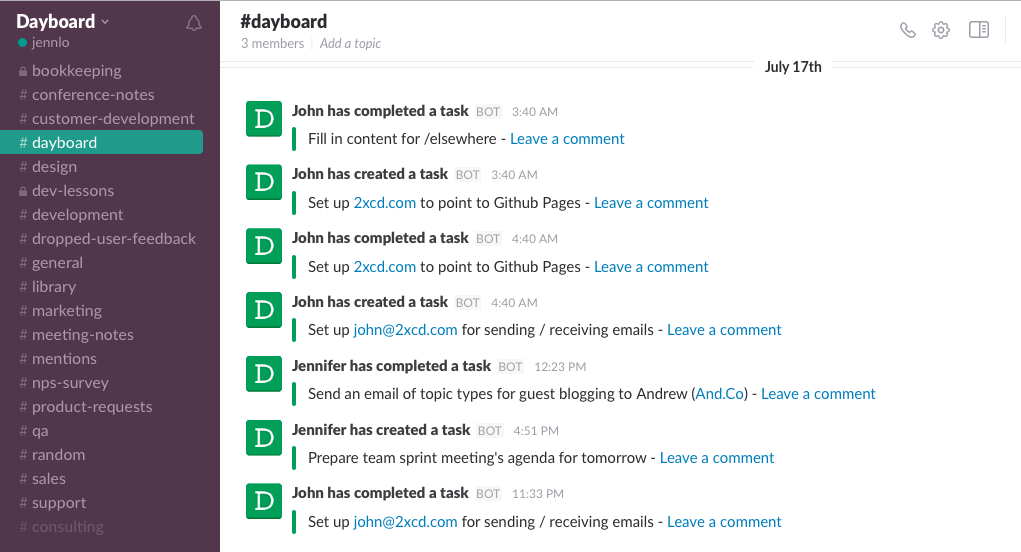 Dayboard
jennlo
bookkeeping
# conference-notes
# customer-development
# dayboard
# design
dev-lessons
# development
# dropped-user-feedback
# general
# library
# marketing
# meeting-notes
# mentions
# nps-survey
# product-requests
# qa
# random
# sales
# support
# consulting
#dayboard
3 members | Add a topic
July 17th
D
John has completed a task BOT 3:40 AM
Fill in content for /elsewhere - Leave a comment
D
John has created a task BOT 3:40 AM
Set up 2xcd.com to point to Github Pages - Leave a comment
D
John has completed a task BOT 4:40 AM
Set up 2xcd.com to point to Github Pages - Leave a comment
D
John has created a task BOT 4:40 AM
Set up john@2xcd.com for sending / receiving emails - Leave a comment
D
Jennifer has completed a task BOT 12:23 PM
Send an email of topic types for guest blogging to Andrew (And.Co) - Leave a comment
D
Jennifer has created a task BOT 4:51 PM
Prepare team sprint meeting's agenda for tomorrow - Leave a comment
D
John has completed a task BOT 11:33 PM
Set up john@2xcd.com for sending / receiving emails - Leave a comment